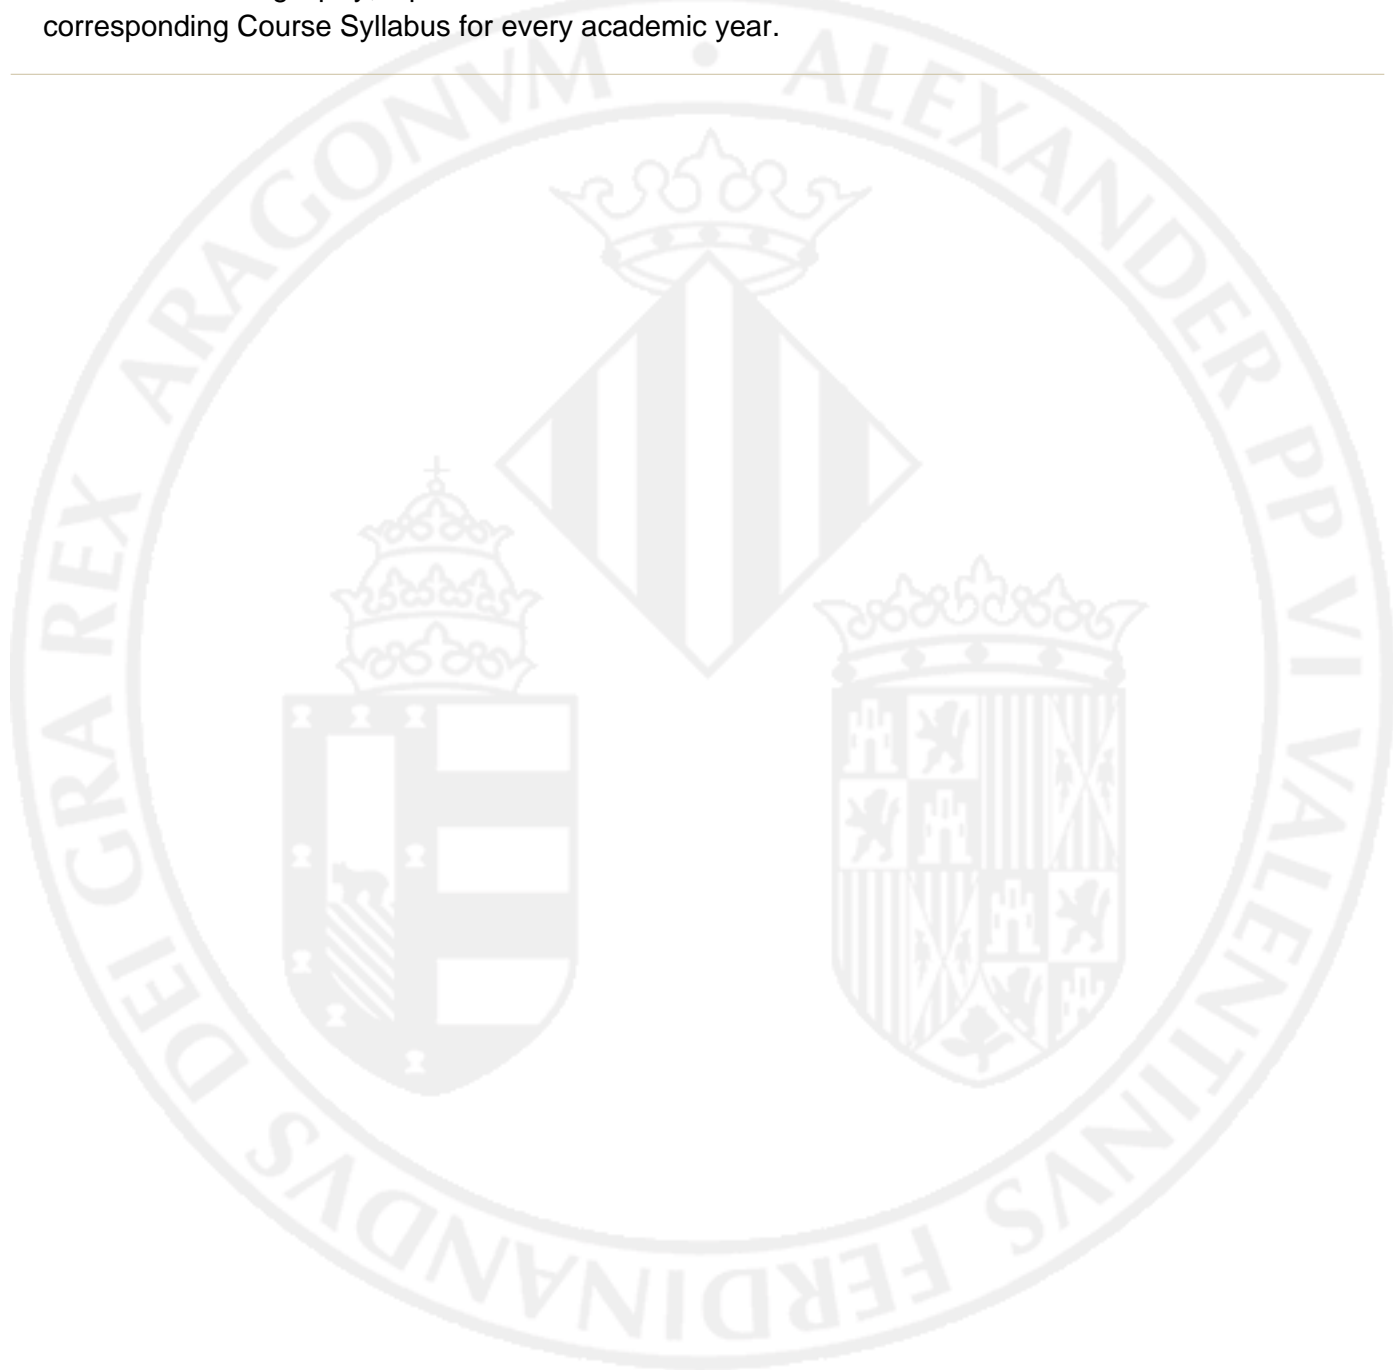 corresponding Course Syllabus for every academic year.
ALEXANDER PP VI VALENTINVS FERDINANDVS DEI GRA REX ARAGONVM